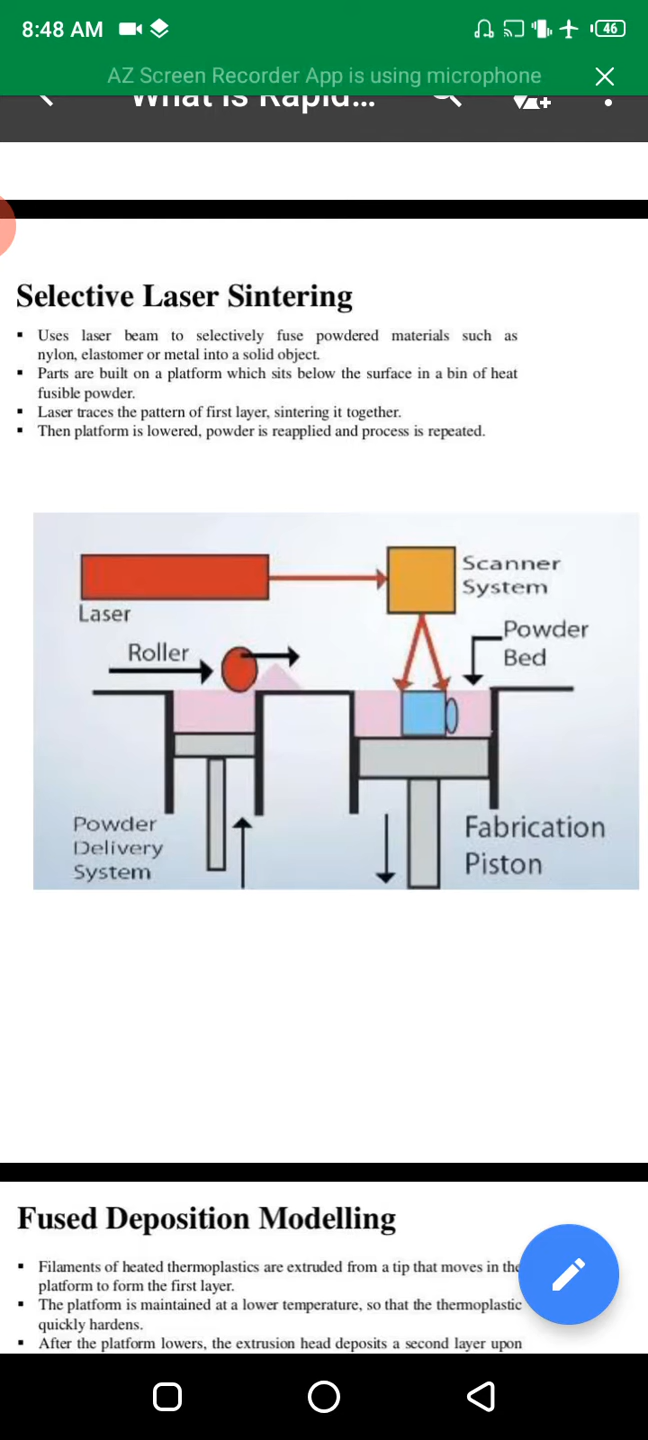 8:48 AM
46
AZ Screen Recorder App is using microphone
What is Rapid...
Selective Laser Sintering
▪ Uses laser beam to selectively fuse powdered materials such as
nylon, elastomer or metal into a solid object.
▪ Parts are built on a platform which sits below the surface in a bin of heat
fusible powder.
▪ Laser traces the pattern of first layer, sintering it together.
▪ Then platform is lowered, powder is reapplied and process is repeated.
Laser
Scanner
System
Roller
Powder
Bed
Powder
Delivery
System
Fabrication
Piston
Fused Deposition Modelling
▪ Filaments of heated thermoplastics are extruded from a tip that moves in the
platform to form the first layer.
▪ The platform is maintained at a lower temperature, so that the thermoplastic
quickly hardens.
▪ After the platform lowers, the extrusion head deposits a second layer upon